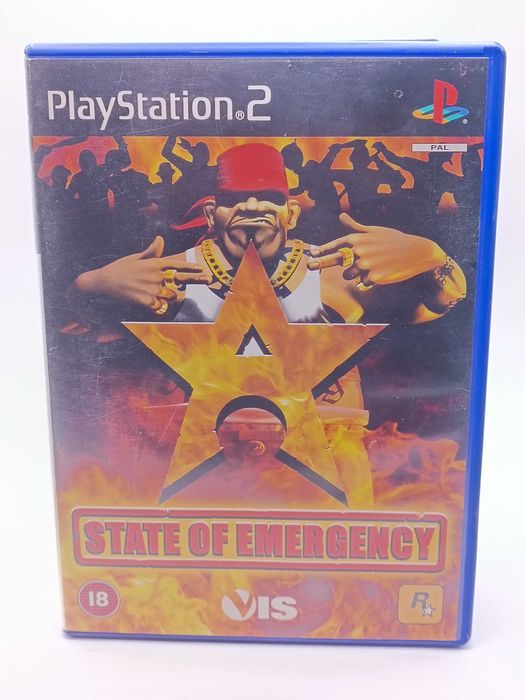 PlayStation®2
PAL
STATE OF EMERGENCY
18
VIS
R★